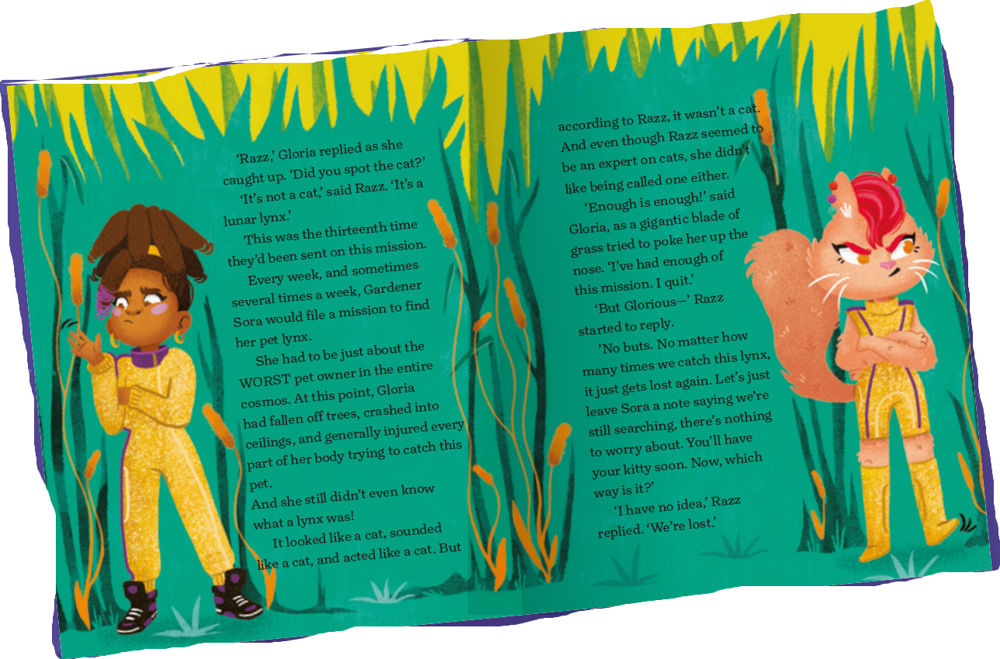 ‘Razz,’ Gloria replied as she
caught up. ‘Did you spot the cat?’
‘It’s not a cat,’ said Razz. ‘It’s a
lunar lynx.’
This was the thirteenth time
they’d been sent on this mission.
Every week, and sometimes
several times a week, Gardener
Sora would file a mission to find
her pet lynx.
She had to be just about the
WORST pet owner in the entire
cosmos. At this point, Gloria
had fallen off trees, crashed into
ceilings, and generally injured every
part of her body trying to catch this
pet.
And she still didn’t even know
what a lynx was!
It looked like a cat, sounded
like a cat, and acted like a cat. But
according to Razz, it wasn’t a cat.
And even though Razz seemed to
be an expert on cats, she didn’t
like being called one either.
‘Enough is enough!’ said
Gloria, as a gigantic blade of
grass tried to poke her up the
nose. ‘I’ve had enough of
this mission. I quit.’
‘But Glorious—’ Razz
started to reply.
’No buts. No matter how
many times we catch this lynx,
it just gets lost again. Let’s just
leave Sora a note saying we’re
still searching, there’s nothing
to worry about. You’ll have
your kitty soon. Now, which
way is it?’
‘I have no idea,’ Razz
replied. ‘We’re lost.’